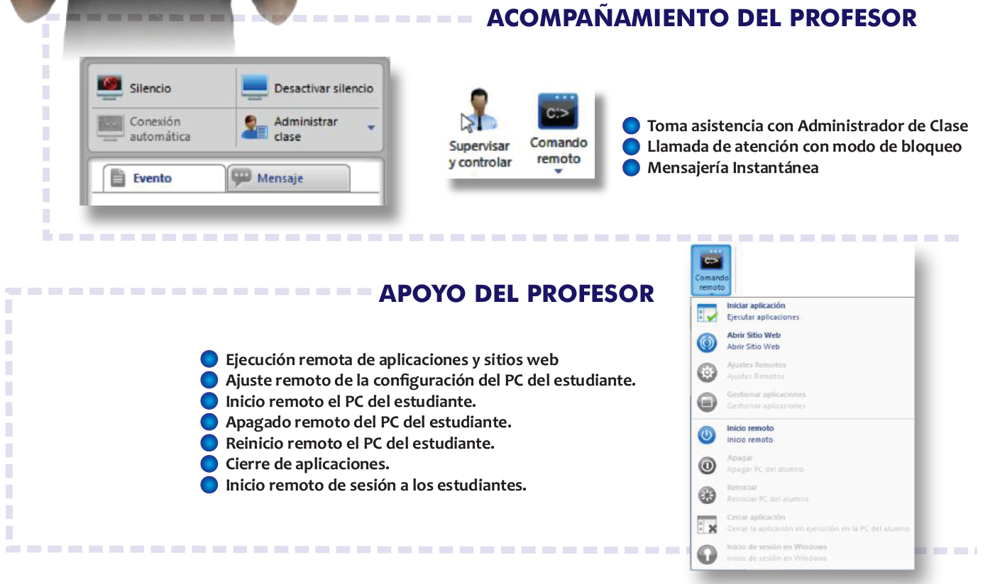 ACOMPAÑAMIENTO DEL PROFESOR
Silencio
Desactivar silencio
Conexión
automática
Administrar
clase
Evento
Mensaje
Supervisar
y controlar
C:>
Comando
remoto
Toma asistencia con Administrador de Clase
Llamada de atención con modo de bloqueo
Mensajería Instantánea
APOYO DEL PROFESOR
Ejecución remota de aplicaciones y sitios web
Ajuste remoto de la configuración del PC del estudiante.
Inicio remoto el PC del estudiante.
Apagado remoto del PC del estudiante.
Reinicio remoto el PC del estudiante.
Cierre de aplicaciones.
Inicio remoto de sesión a los estudiantes.
C:>
Comando
remoto
Iniciar aplicación
Ejecutar aplicaciones
Abrir Sitio Web
Abrir Sitio Web
Ajustes Remotos
Ajustes Remotos
Gestionar aplicaciones
Gestionar aplicaciones
Inicio remoto
Inicio remoto
Apagar
Apagar PC del alumno
Reiniciar
Reiniciar PC del alumno
Cerrar aplicación
Cerrar la aplicación en ejecución en la PC del alumno
Inicio de sesión en Windows
Inicio de sesión en Windows